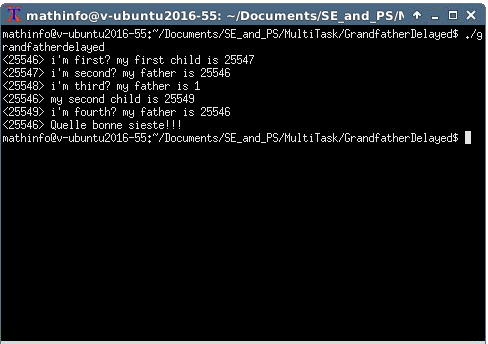 mathinfo@v-ubuntu2016-55: ~/Documents/SE_and_PS/M
mathinfo@v-ubuntu2016-55:~/Documents/SE_and_PS/MultiTask/GrandfatherDelayed$ ./g
randfatherdelayed
<25546> i'm first? my first child is 25547
<25547> i'm second? my father is 25546
<25548> i'm third? my father is 1
<25546> my second child is 25549
<25549> i'm fourth? my father is 25546
<25546> Quelle bonne sieste!!!
mathinfo@v-ubuntu2016-55:~/Documents/SE_and_PS/MultiTask/GrandfatherDelayed$